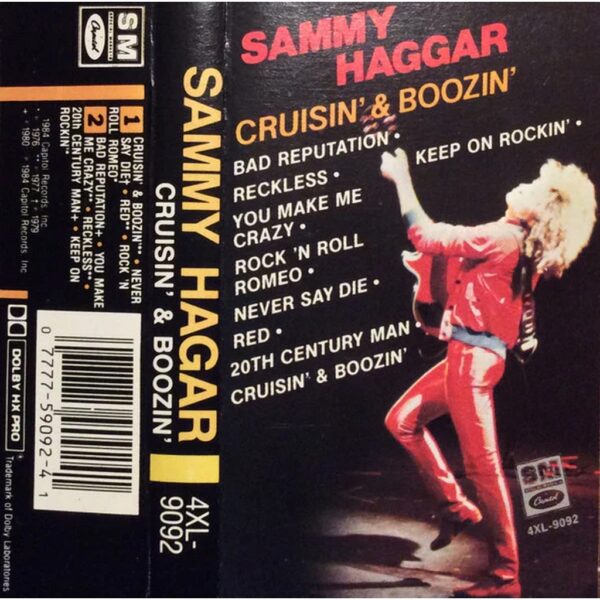 SM
Capitol
1 CRUISIN' & BOOZIN'** • NEVER
SAY DIE† • RED** • ROCK 'N
ROLL ROMEO*
2 BAD REPUTATION+ • YOU MAKE
ME CRAZY** • RECKLESS** •
20th CENTURY MAN+ • KEEP ON
ROCKIN'*
1984 Capitol Records Inc.
* ℗ 1976 ** ℗ 1977 † ℗ 1979
+ ℗ 1980 ℗ 1984 Capitol Records, Inc.
0 7777-59092-4 1
DOLBY HX PRO
Trademark of Dolby Laboratories
SAMMY HAGAR
CRUISIN' & BOOZIN'
4XL-
9092
SAMMY
HAGGAR
CRUISIN' & BOOZIN'
BAD REPUTATION •
KEEP ON ROCKIN' •
RECKLESS •
YOU MAKE ME
CRAZY •
ROCK 'N ROLL
ROMEO •
NEVER SAY DIE •
RED •
20TH CENTURY MAN •
CRUISIN' & BOOZIN'
SM
Capitol
4XL-9092